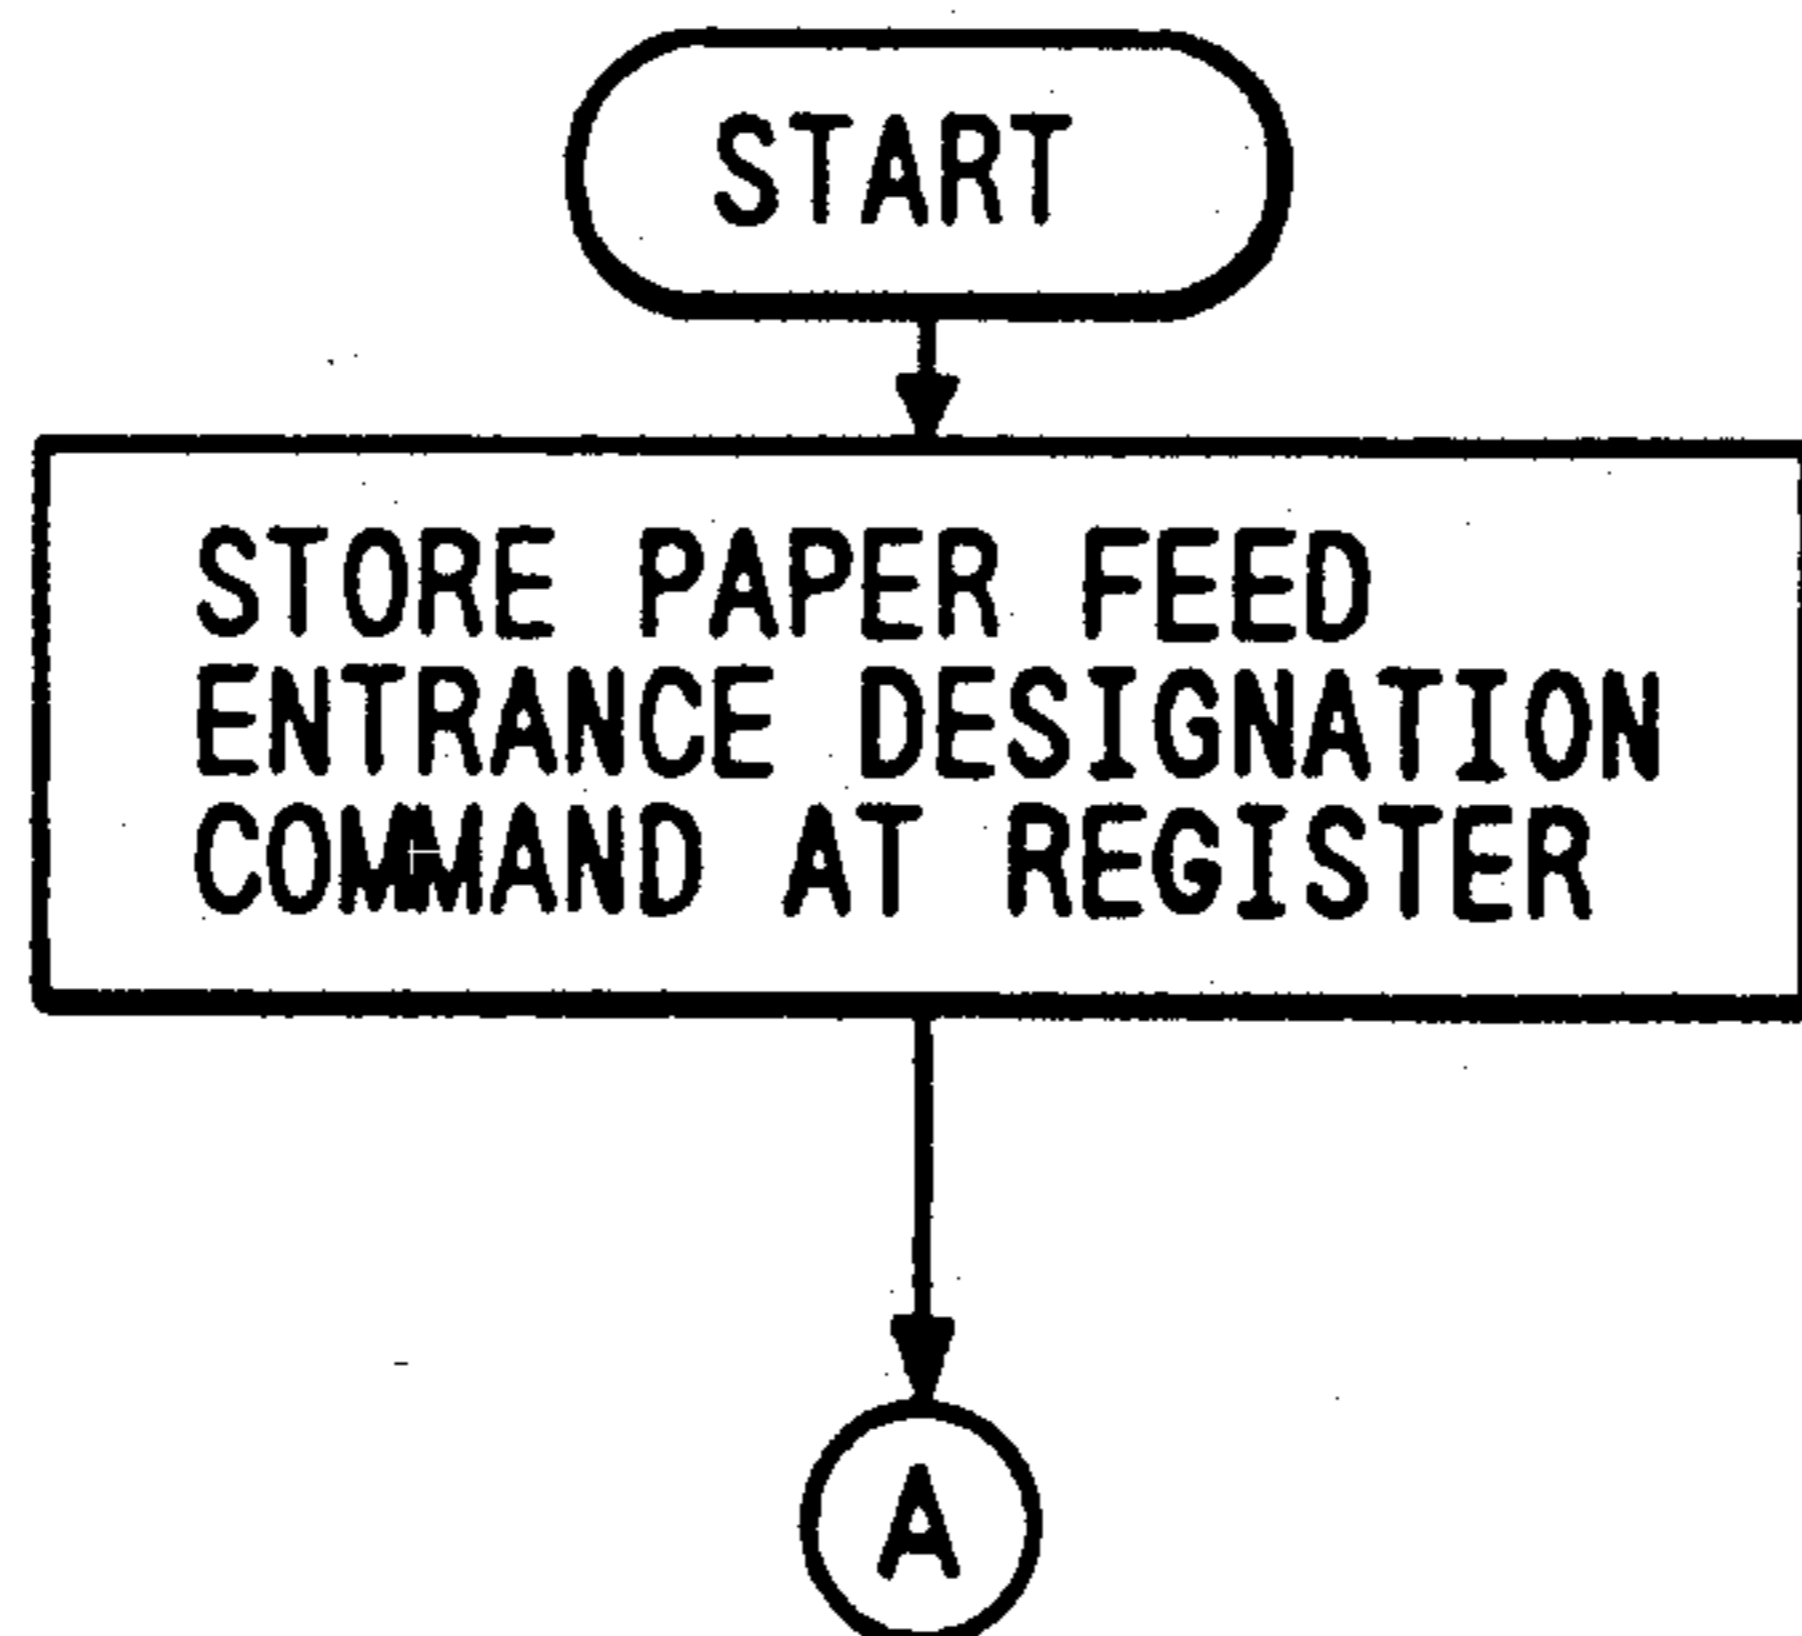 START
STORE PAPER FEED
ENTRANCE DESIGNATION
COMMAND AT REGISTER
A